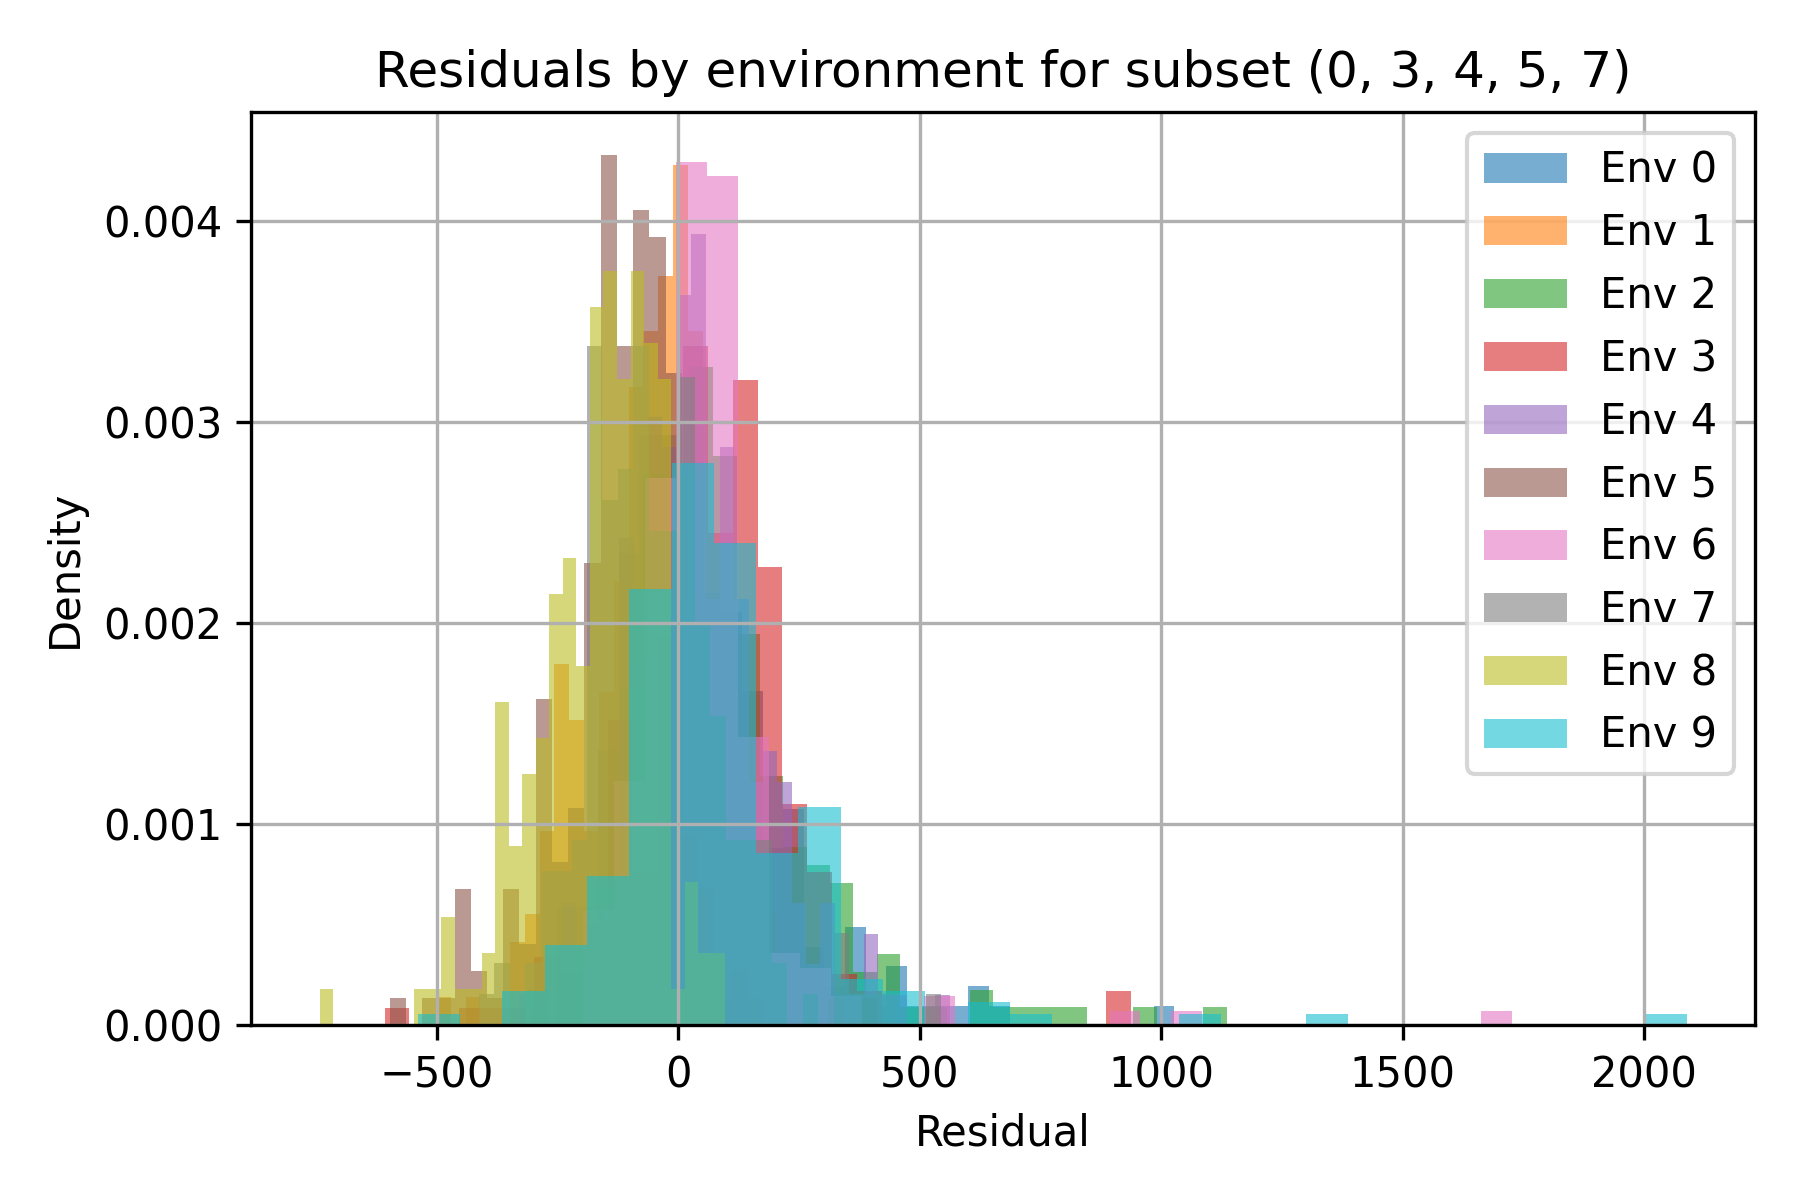 Residuals by environment for subset (0, 3, 4, 5, 7)
Density
0.004
0.003
0.002
0.001
0.000
−500
0
500
1000
1500
2000
Residual
Env 0
Env 1
Env 2
Env 3
Env 4
Env 5
Env 6
Env 7
Env 8
Env 9